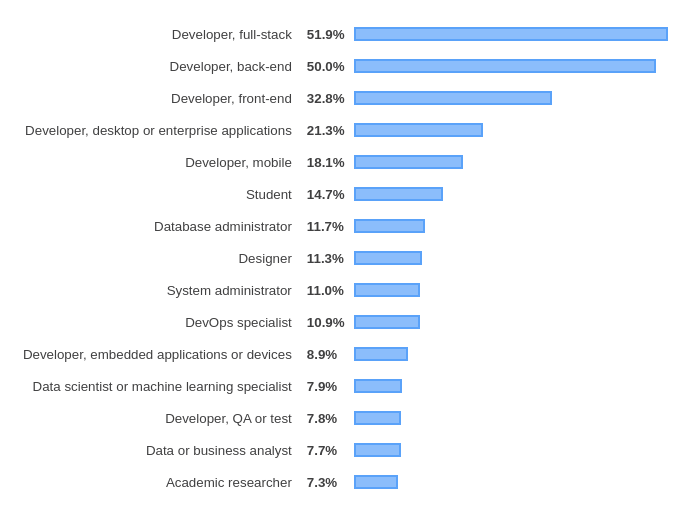 Developer, full-stack 51.9%
Developer, back-end 50.0%
Developer, front-end 32.8%
Developer, desktop or enterprise applications 21.3%
Developer, mobile 18.1%
Student 14.7%
Database administrator 11.7%
Designer 11.3%
System administrator 11.0%
DevOps specialist 10.9%
Developer, embedded applications or devices 8.9%
Data scientist or machine learning specialist 7.9%
Developer, QA or test 7.8%
Data or business analyst 7.7%
Academic researcher 7.3%